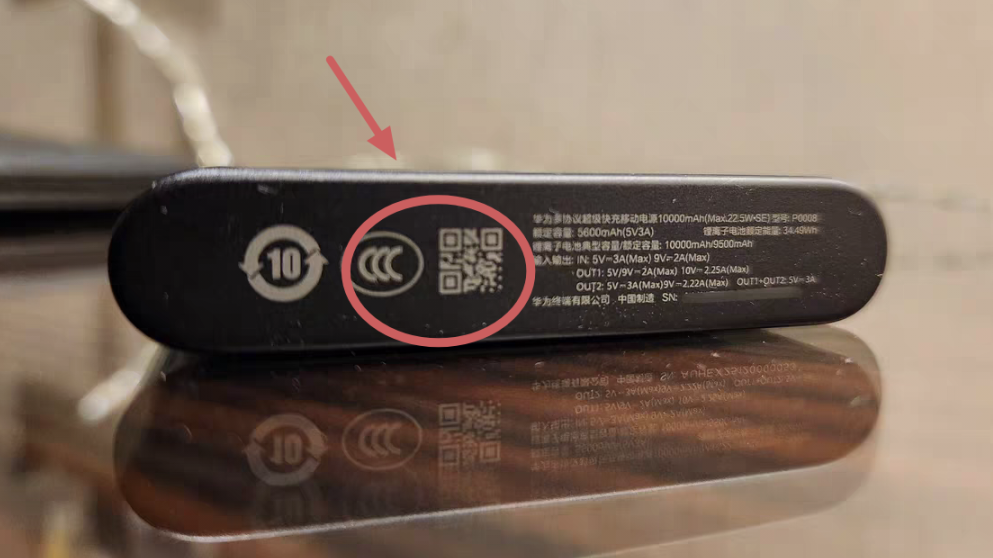 10
CCC
华为多协议超级快充移动电源10000mAh(Max.22.5W·SE) 型号: P0008
额定容量: 5600mAh(5V3A) 锂离子电池额定能量: 34.49Wh
锂离子电池典型容量/额定容量: 10000mAh/9500mAh
输入输出: IN: 5V⎓3A(Max) 9V⎓2A(Max)
OUT1: 5V/9V⎓2A(Max) 10V⎓2.25A(Max)
OUT2: 5V⎓3A(Max)9V⎓2.22A(Max) OUT1+OUT2: 5V⎓3A
华为终端有限公司 中国制造 SN: